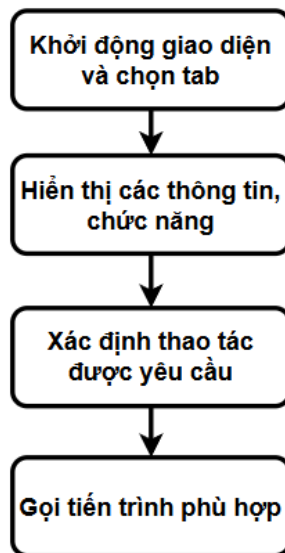 Khởi động giao diện
và chọn tab
Hiển thị các thông tin,
chức năng
Xác định thao tác
được yêu cầu
Gọi tiến trình phù hợp